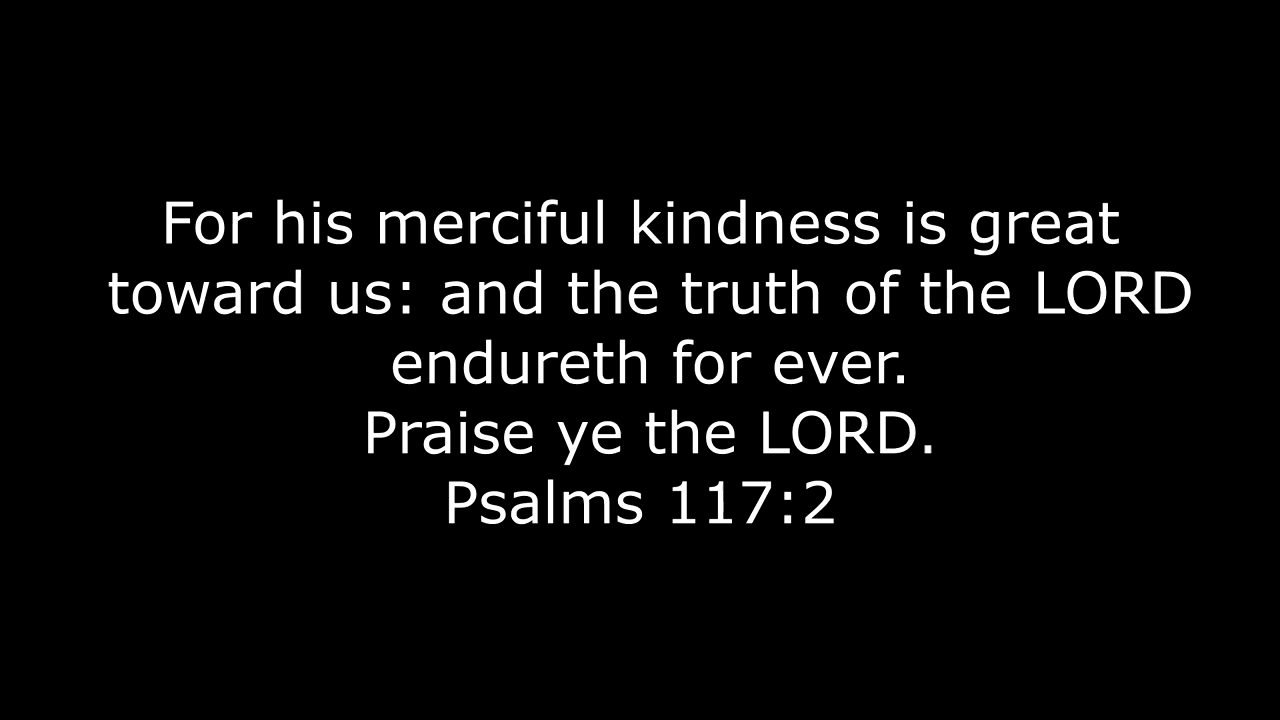 For his merciful kindness is great
toward us: and the truth of the LORD
endureth for ever.
Praise ye the LORD.
Psalms 117:2